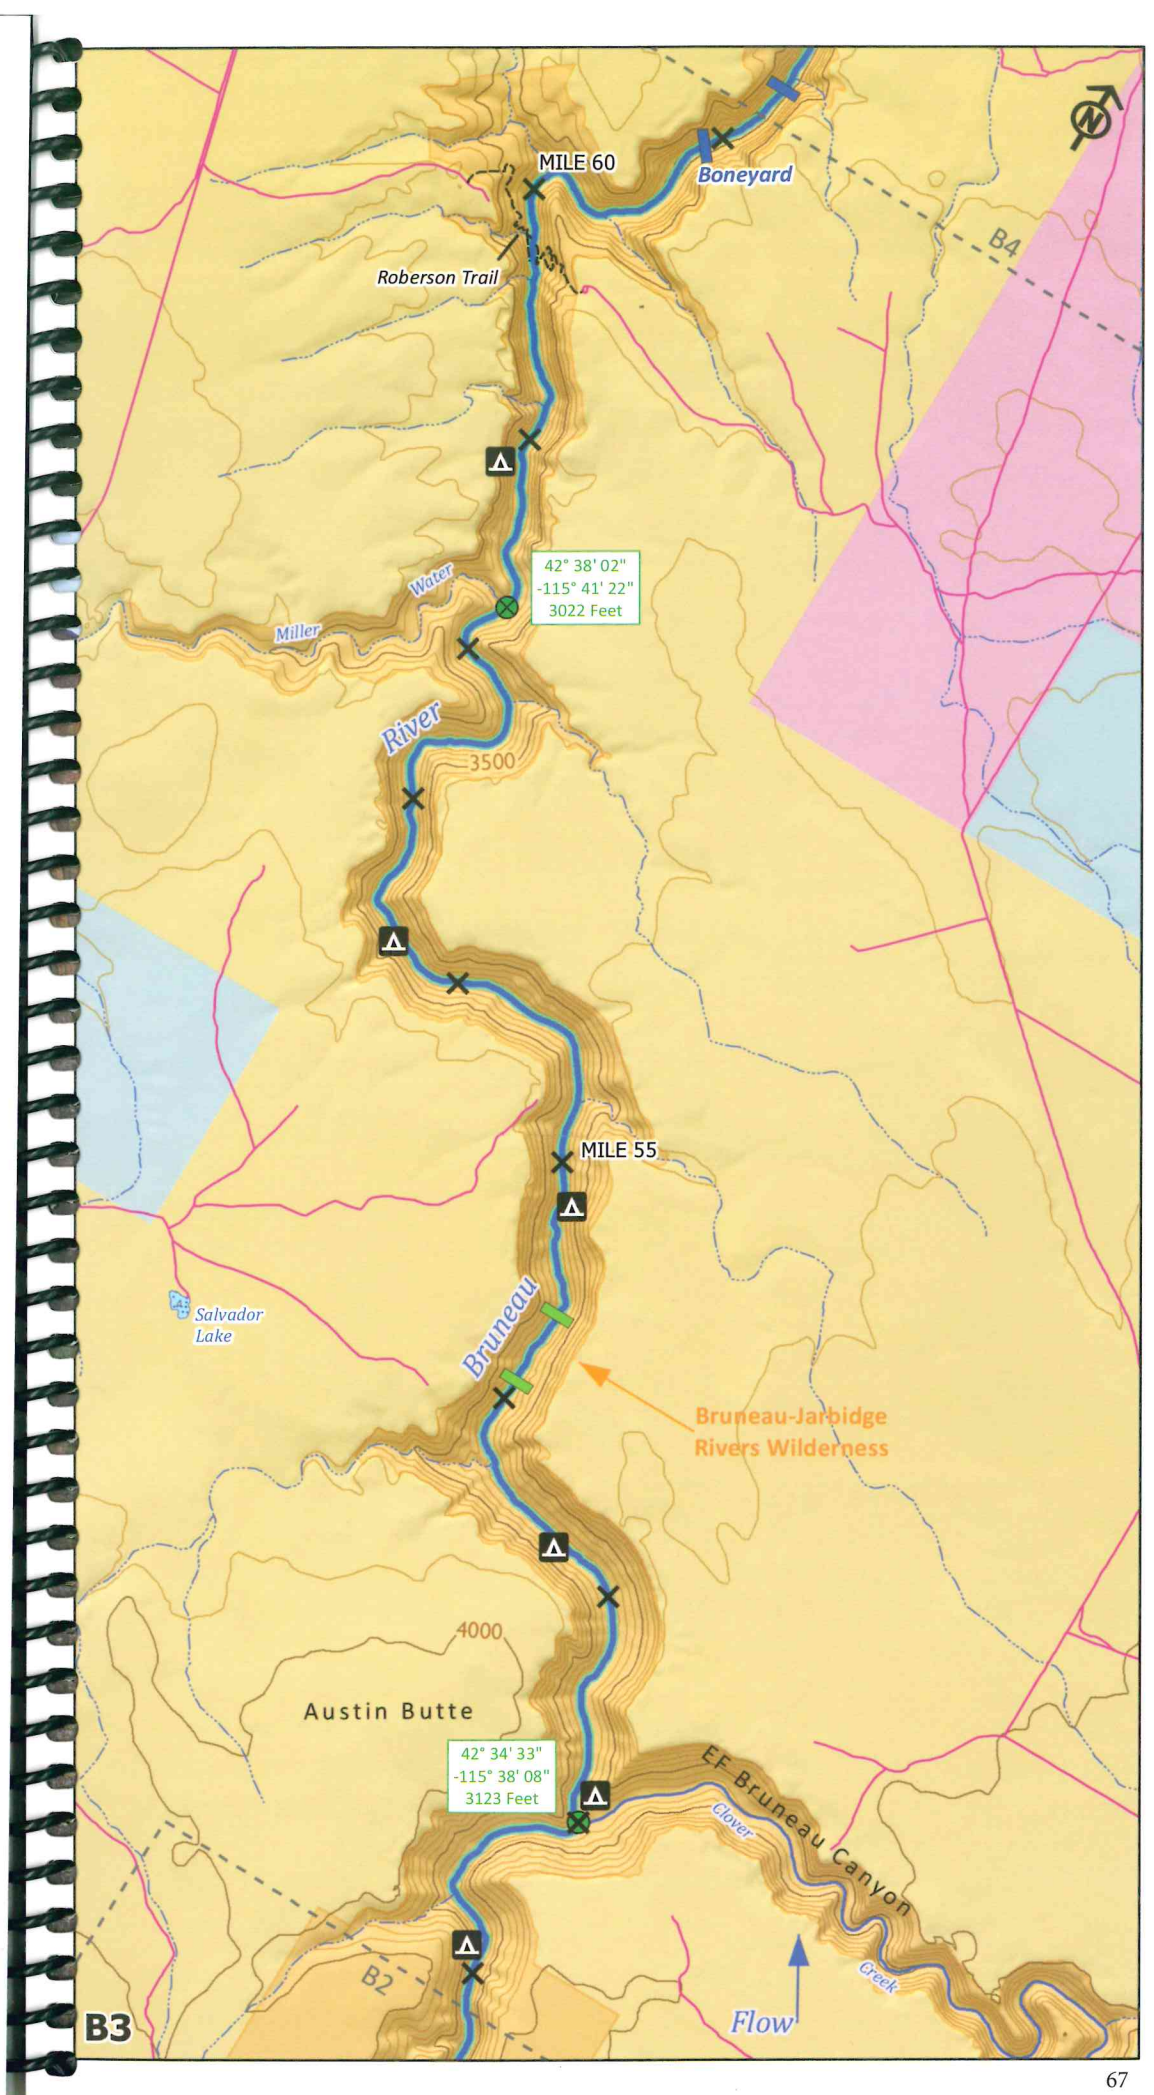 N
MILE 60
Boneyard
B4
Roberson Trail
42° 38' 02"
-115° 41' 22"
3022 Feet
Water
Miller
River
3500
MILE 55
Salvador
Lake
Bruneau
Bruneau-Jarbidge
Rivers Wilderness
4000
Austin Butte
42° 34' 33"
-115° 38' 08"
3123 Feet
EF Bruneau Canyon
Clover
Creek
B2
Flow
B3
67